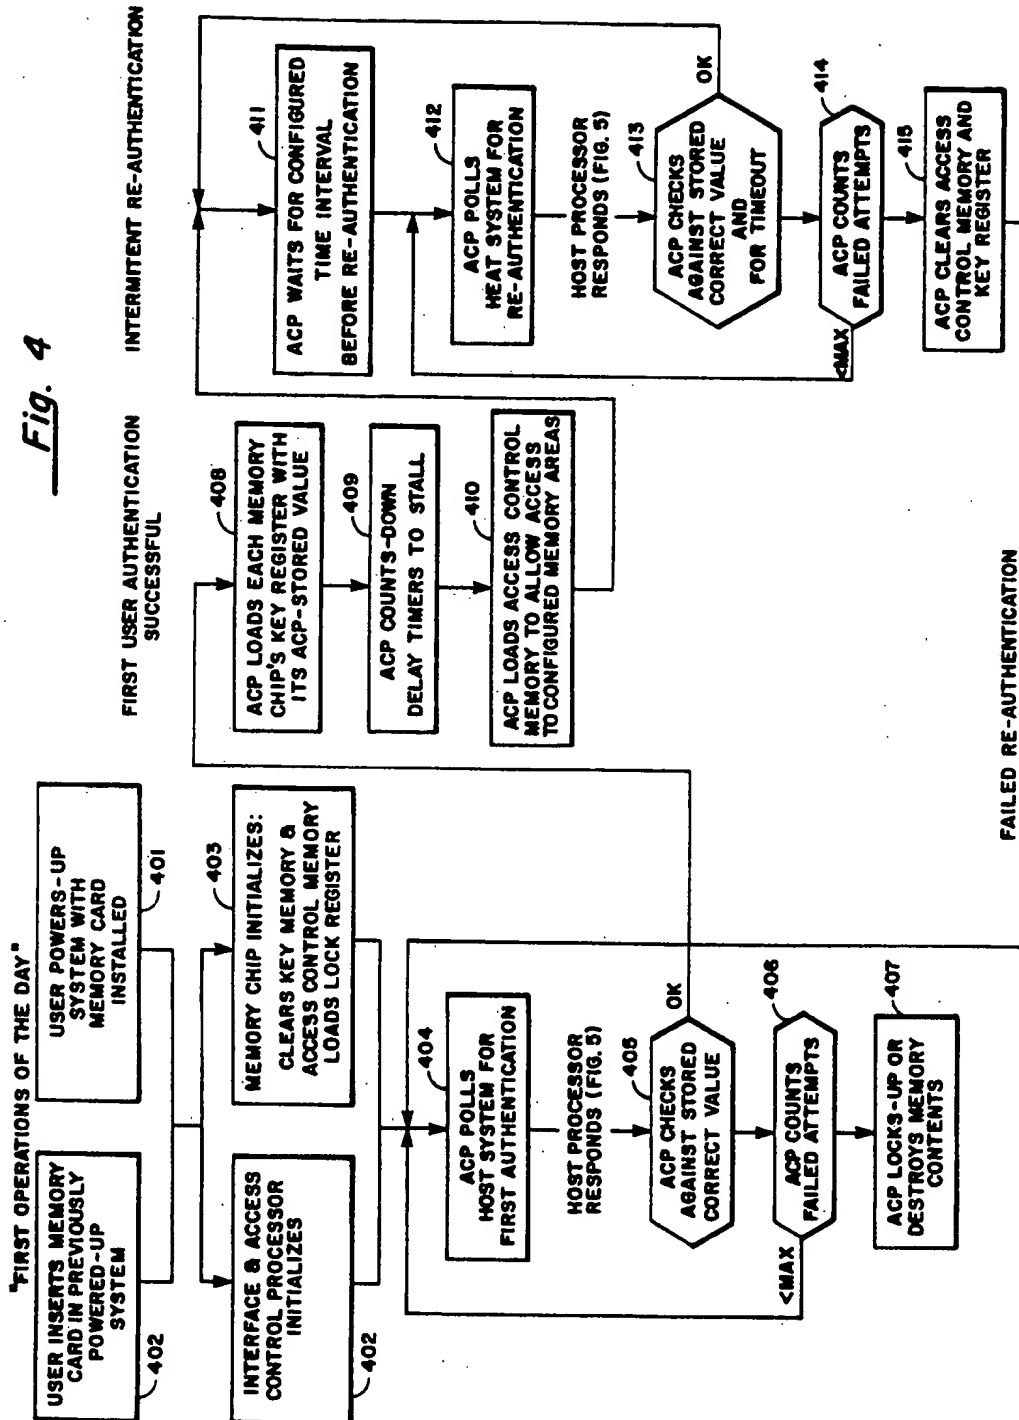 Fig. 4
"FIRST OPERATIONS OF THE DAY"
USER INSERTS MEMORY
CARD IN PREVIOUSLY
POWERED-UP
SYSTEM
402
USER POWERS-UP
SYSTEM WITH
MEMORY CARD
INSTALLED
401
INTERFACE & ACCESS
CONTROL PROCESSOR
INITIALIZES
402
MEMORY CHIP INITIALIZES:
CLEARS KEY MEMORY &
ACCESS CONTROL MEMORY
LOADS LOCK REGISTER
403
ACP POLLS
HOST SYSTEM FOR
FIRST AUTHENTICATION
404
HOST PROCESSOR
RESPONDS (FIG. 5)
ACP CHECKS
AGAINST STORED
CORRECT VALUE
405
OK
ACP COUNTS
FAILED ATTEMPTS
406
<MAX
ACP LOCKS-UP OR
DESTROYS MEMORY
CONTENTS
407
FIRST USER AUTHENTICATION
SUCCESSFUL
ACP LOADS EACH MEMORY
CHIP'S KEY REGISTER WITH
ITS ACP-STORED VALUE
408
ACP COUNTS-DOWN
DELAY TIMERS TO STALL
409
ACP LOADS ACCESS CONTROL
MEMORY TO ALLOW ACCESS
TO CONFIGURED MEMORY AREAS
410
INTERMITENT RE-AUTHENTICATION
ACP WAITS FOR CONFIGURED
TIME INTERVAL
BEFORE RE-AUTHENTICATION
411
ACP POLLS
HEAT SYSTEM FOR
RE-AUTHENTICATION
412
HOST PROCESSOR
RESPONDS (FIG. 5)
ACP CHECKS
AGAINST STORED
CORRECT VALUE
AND
FOR TIMEOUT
413
OK
ACP COUNTS
FAILED ATTEMPTS
414
<MAX
ACP CLEARS ACCESS
CONTROL MEMORY AND
KEY REGISTER
415
FAILED RE-AUTHENTICATION